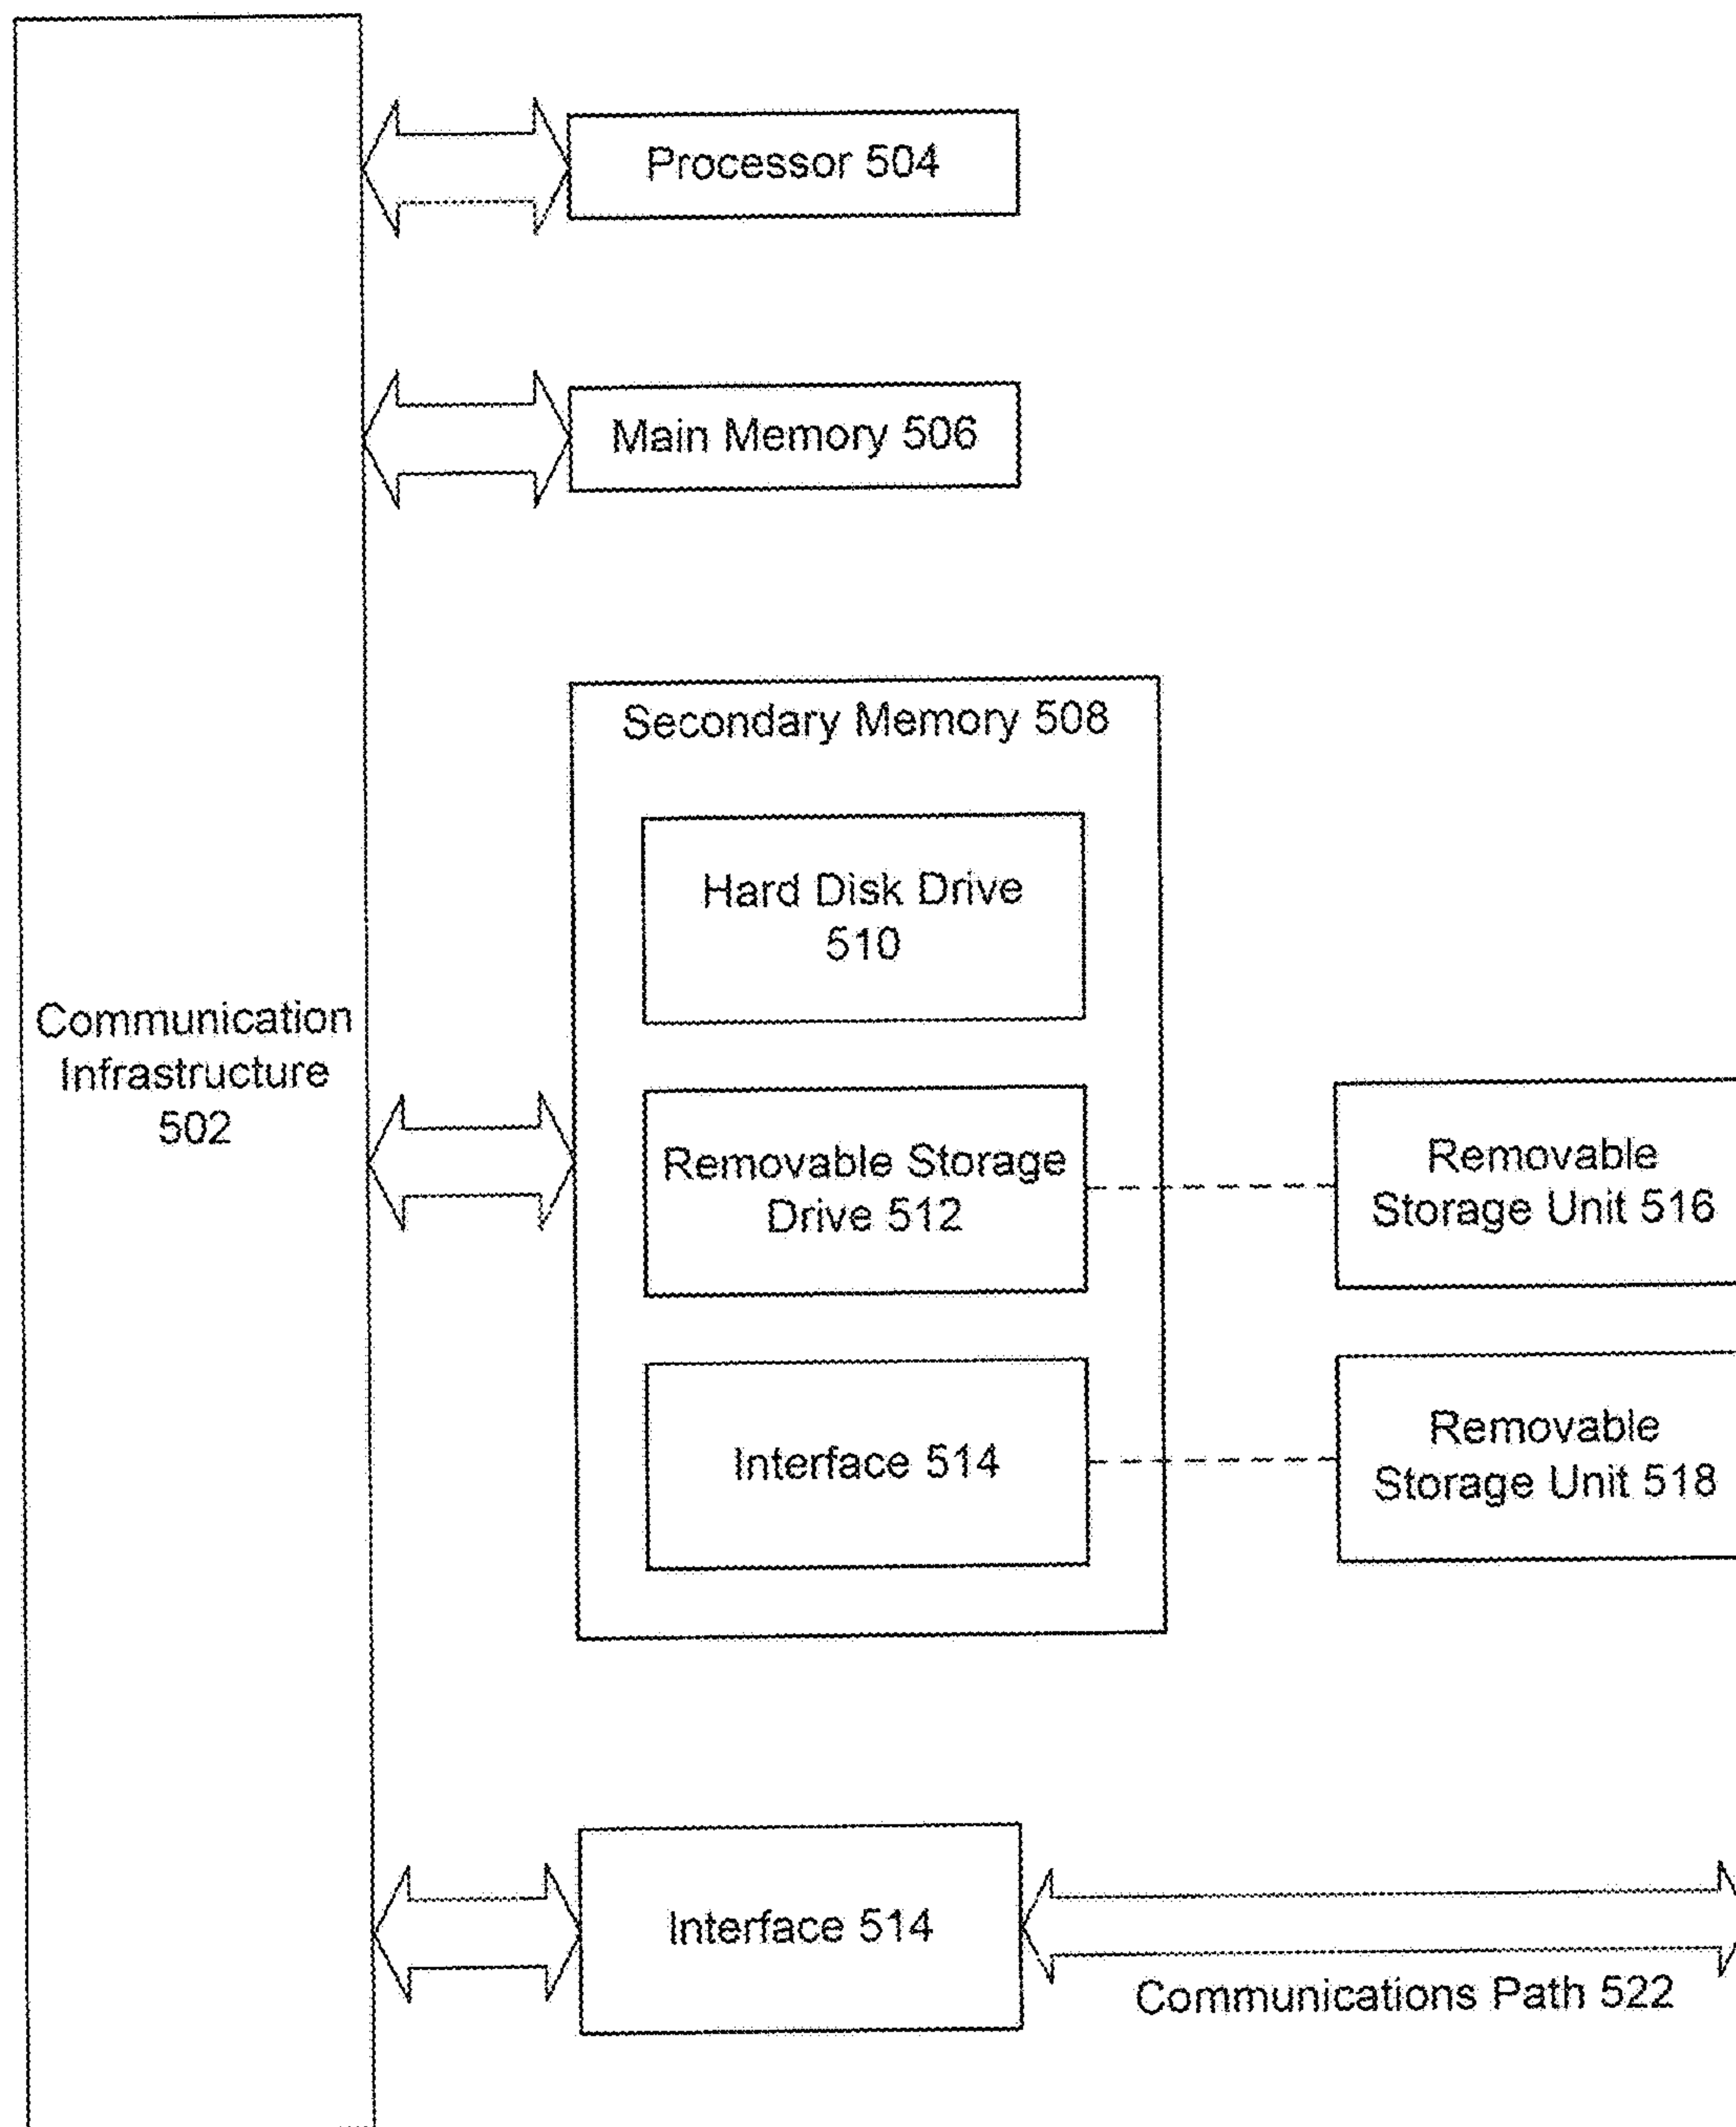 Processor 504
Main Memory 506
Secondary Memory 508
Hard Disk Drive
510
Communication
Infrastructure
502
Removable Storage
Drive 512
Removable
Storage Unit 516
Interface 514
Removable
Storage Unit 518
Interface 514
Communications Path 522